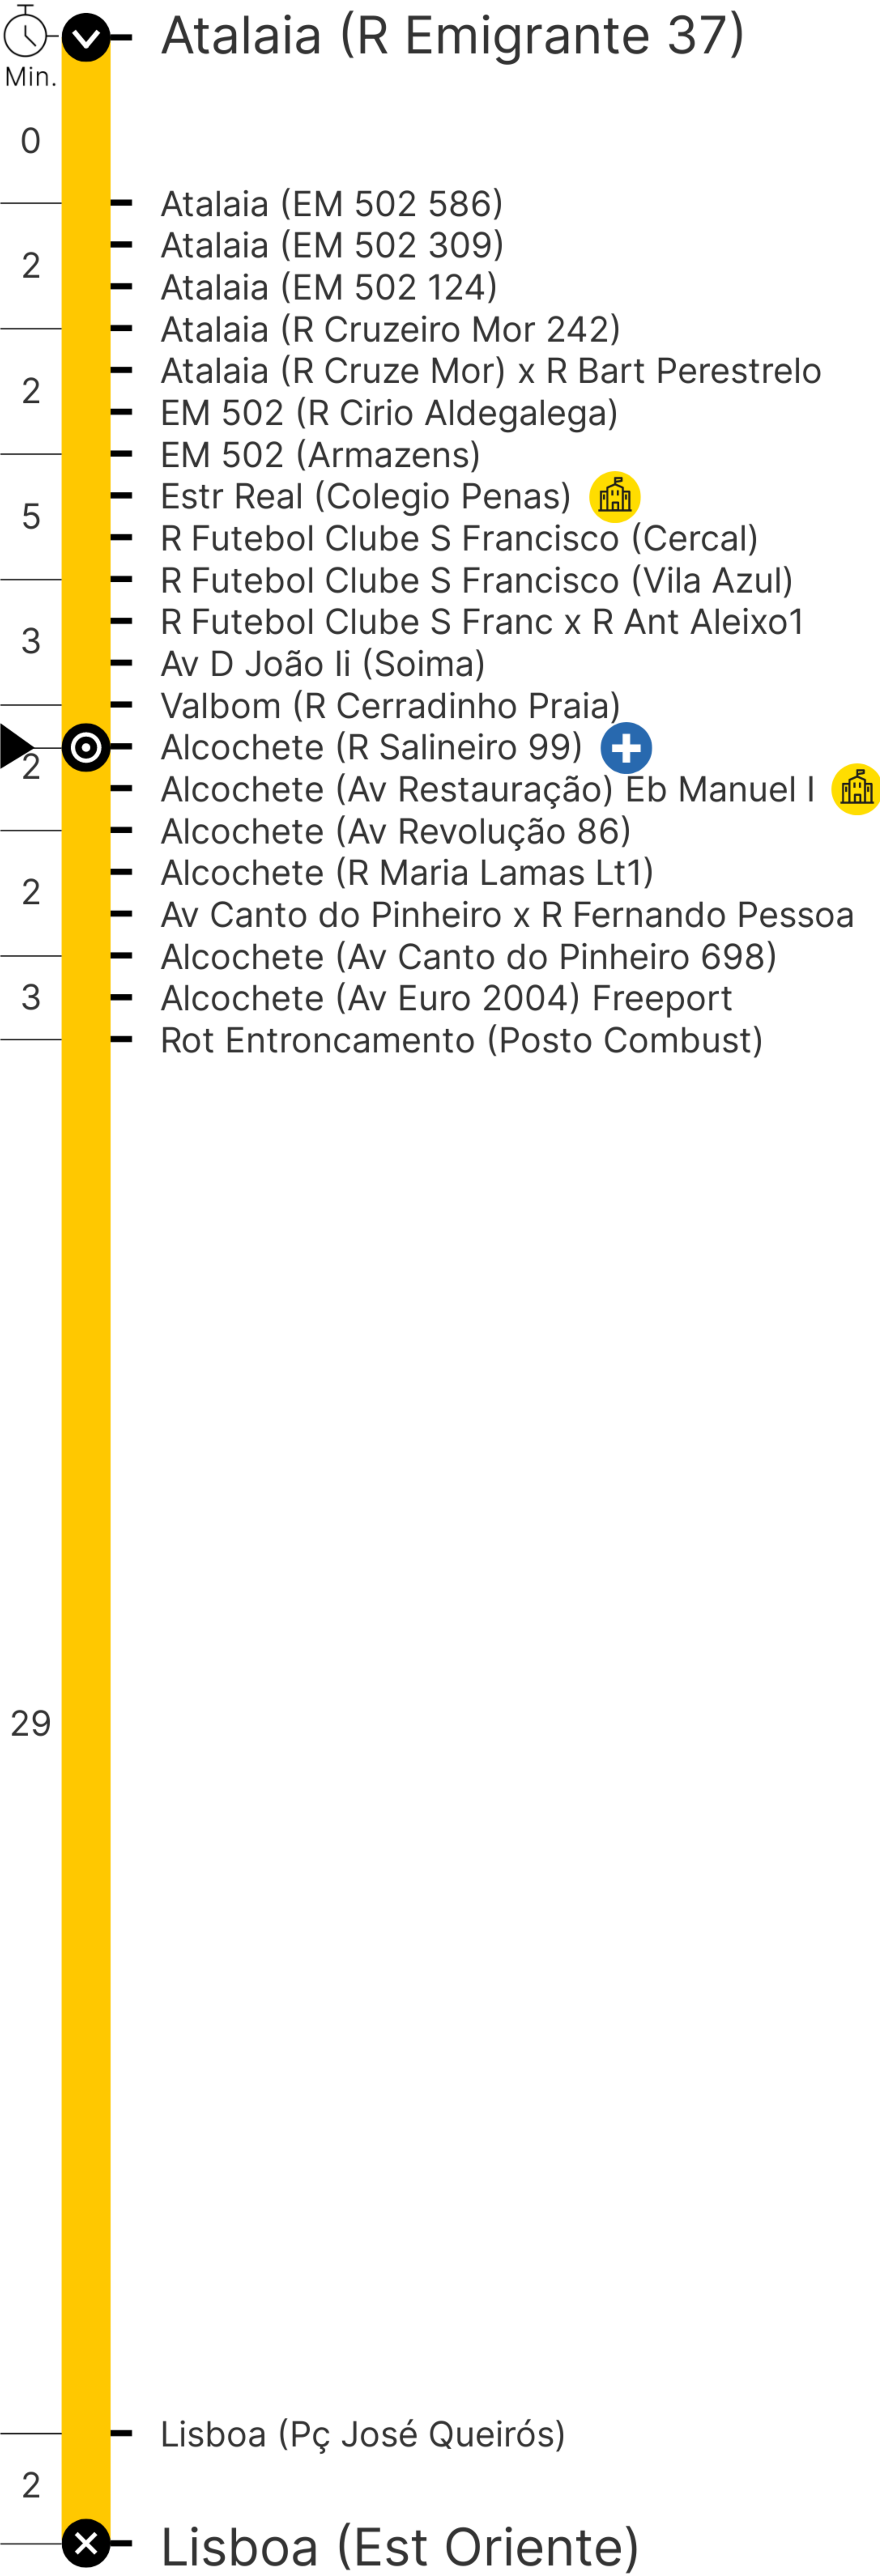 Atalaia (R Emigrante 37)
Min.
0
Atalaia (EM 502 586)
Atalaia (EM 502 309)
2
Atalaia (EM 502 124)
Atalaia (R Cruzeiro Mor 242)
Atalaia (R Cruze Mor) x R Bart Perestrelo
2
EM 502 (R Cirio Aldegalega)
EM 502 (Armazens)
Estr Real (Colegio Penas)
5
R Futebol Clube S Francisco (Cercal)
R Futebol Clube S Francisco (Vila Azul)
R Futebol Clube S Franc x R Ant Aleixo1
3
Av D João Ii (Soima)
Valbom (R Cerradinho Praia)
Alcochete (R Salineiro 99)
2
Alcochete (Av Restauração) Eb Manuel I
Alcochete (Av Revolução 86)
Alcochete (R Maria Lamas Lt1)
2
Av Canto do Pinheiro x R Fernando Pessoa
Alcochete (Av Canto do Pinheiro 698)
3
Alcochete (Av Euro 2004) Freeport
Rot Entroncamento (Posto Combust)
29
Lisboa (Pç José Queirós)
2
Lisboa (Est Oriente)